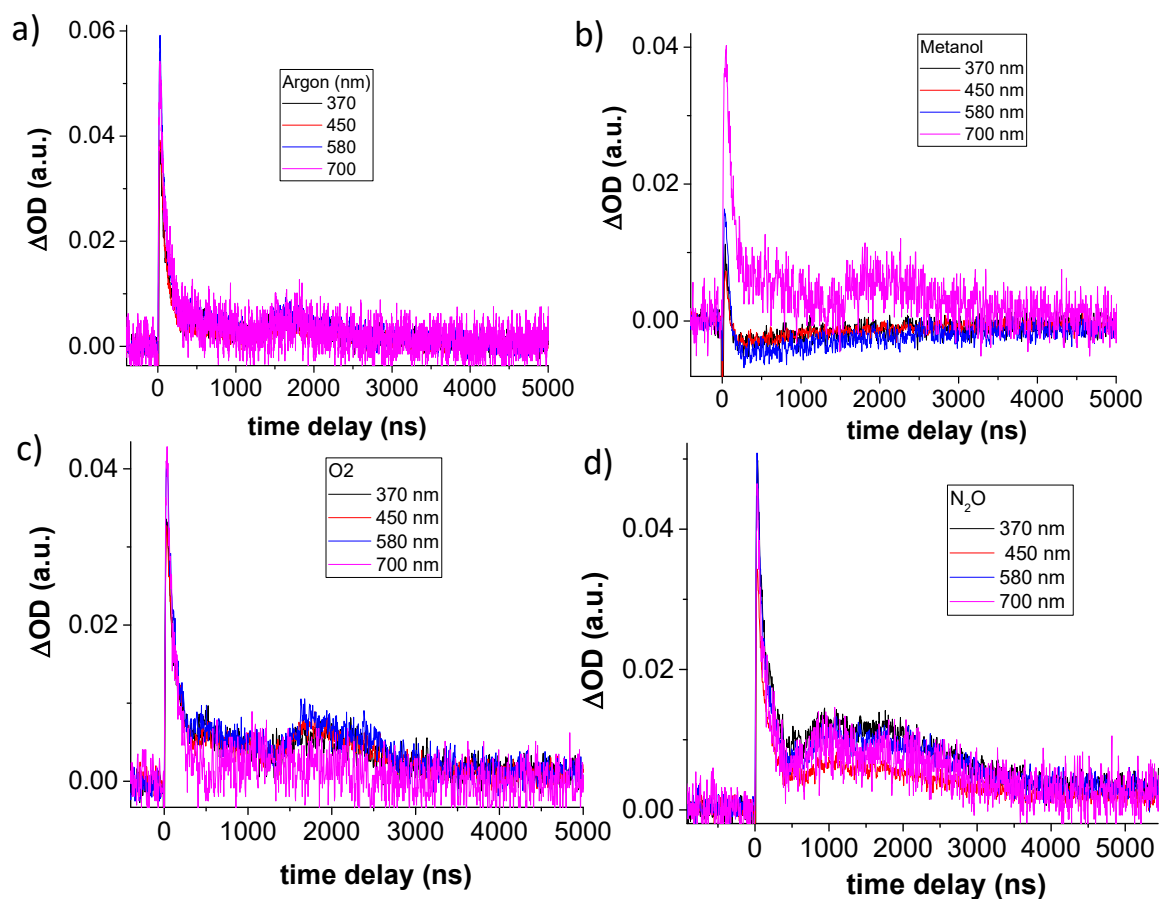 a)
0.06
0.04
0.02
0.00
ΔOD (a.u.)
Argon (nm)
370
450
580
700
0
1000
2000
3000
4000
5000
time delay (ns)
b)
0.04
0.02
0.00
ΔOD (a.u.)
Metanol
370 nm
450 nm
580 nm
700 nm
0
1000
2000
3000
4000
5000
time delay (ns)
c)
0.04
0.02
0.00
ΔOD (a.u.)
O2
370 nm
450 nm
580 nm
700 nm
0
1000
2000
3000
4000
5000
time delay (ns)
d)
0.04
0.02
0.00
ΔOD (a.u.)
N₂O
370 nm
450 nm
580 nm
700 nm
0
1000
2000
3000
4000
5000
time delay (ns)